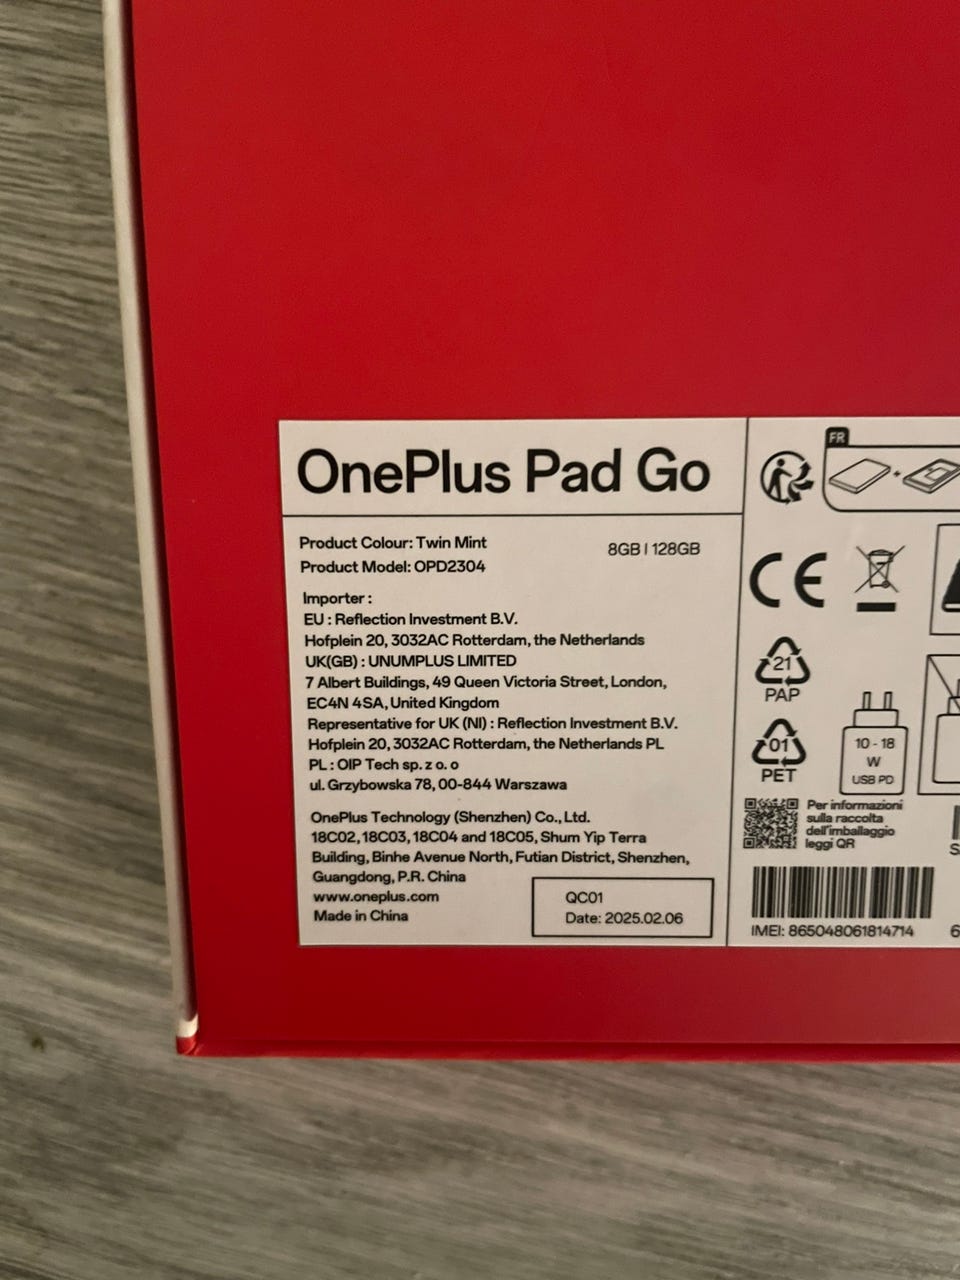 OnePlus Pad Go
Product Colour: Twin Mint
8GB | 128GB
Product Model: OPD2304
Importer :
EU : Reflection Investment B.V.
Hofplein 20, 3032AC Rotterdam, the Netherlands
UK(GB) : UNUMPLUS LIMITED
7 Albert Buildings, 49 Queen Victoria Street, London,
EC4N 4SA, United Kingdom
Representative for UK (NI) : Reflection Investment B.V.
Hofplein 20, 3032AC Rotterdam, the Netherlands PL
PL : OIP Tech sp. z o. o
ul. Grzybowska 78, 00-844 Warszawa
OnePlus Technology (Shenzhen) Co., Ltd.
18C02, 18C03, 18C04 and 18C05, Shum Yip Terra
Building, Binhe Avenue North, Futian District, Shenzhen,
Guangdong, P.R. China
www.oneplus.com
Made in China
QC01
Date: 2025.02.06
FR
CE
21
PAP
01
PET
10 - 18
W
USB PD
Per informazioni
sulla raccolta
dell'imballaggio
leggi QR
IMEI: 865048061814714